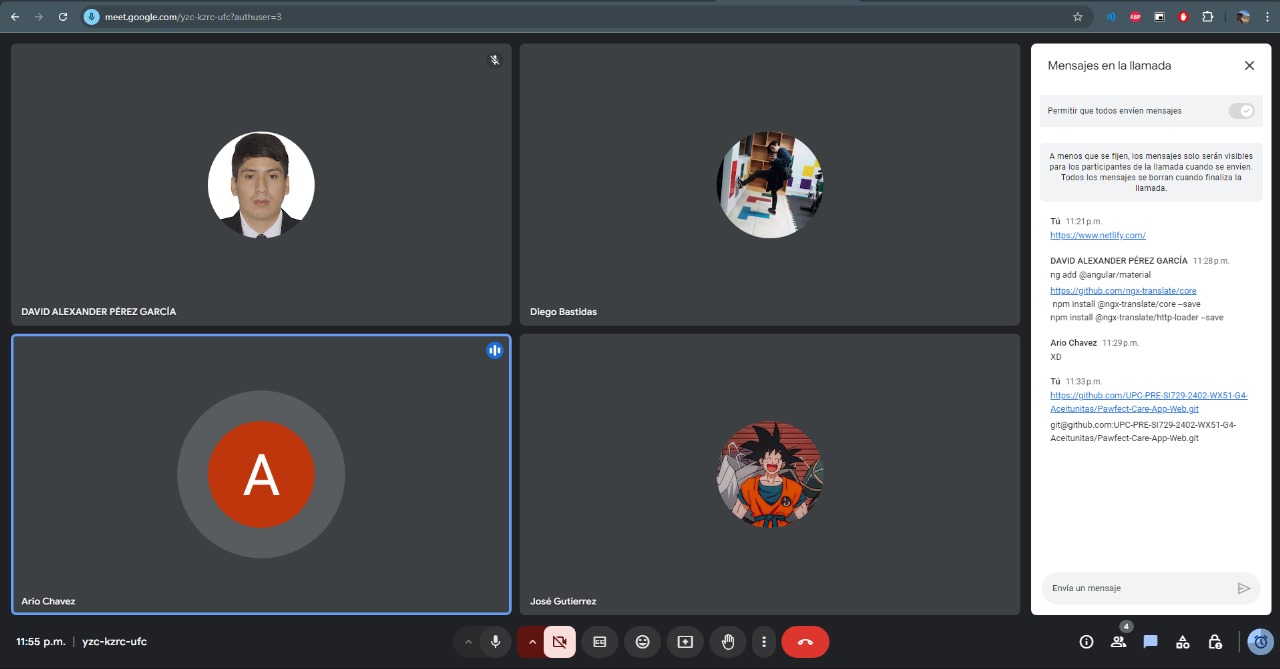 meet.google.com/yzc-kzrc-ufc?authuser=3
ABP
DAVID ALEXANDER PÉREZ GARCÍA
Diego Bastidas
A
Ario Chavez
José Gutierrez
Mensajes en la llamada
Permitir que todos envíen mensajes
A menos que se fijen, los mensajes solo serán visibles
para los participantes de la llamada cuando se envíen.
Todos los mensajes se borran cuando finaliza la
llamada.
Tú 11:21 p.m.
https://www.netlify.com/
DAVID ALEXANDER PÉREZ GARCÍA 11:28 p.m.
ng add @angular/material
https://github.com/ngx-translate/core
npm install @ngx-translate/core --save
npm install @ngx-translate/http-loader --save
Ario Chavez 11:29 p.m.
XD
Tú 11:33 p.m.
https://github.com/UPC-PRE-SI729-2402-WX51-G4-
Aceitunitas/Pawfect-Care-App-Web.git
git@github.com:UPC-PRE-SI729-2402-WX51-G4-
Aceitunitas/Pawfect-Care-App-Web.git
Envía un mensaje
11:55 p.m. | yzc-kzrc-ufc
4